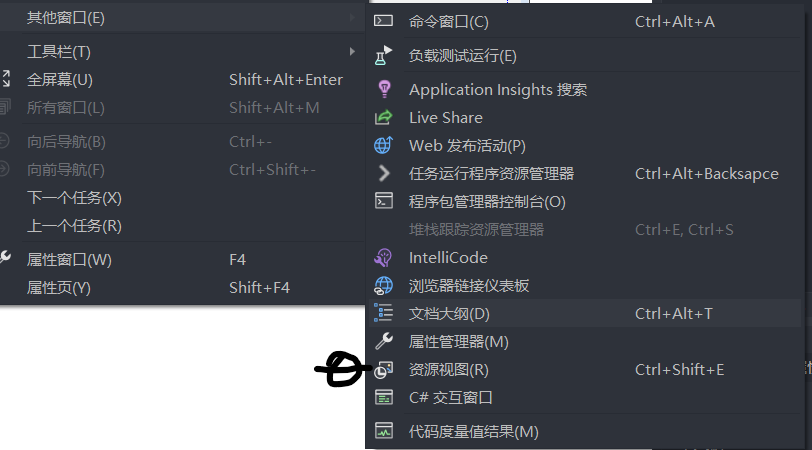 其他窗口(E)
工具栏(T)
全屏幕(U) Shift+Alt+Enter
所有窗口(L) Shift+Alt+M
向后导航(B) Ctrl+-
向前导航(F) Ctrl+Shift+-
下一个任务(X)
上一个任务(R)
属性窗口(W) F4
属性页(Y) Shift+F4
命令窗口(C) Ctrl+Alt+A
负载测试运行(E)
Application Insights 搜索
Live Share
Web 发布活动(P)
任务运行程序资源管理器 Ctrl+Alt+Backsapce
程序包管理器控制台(O)
堆栈跟踪资源管理器 Ctrl+E, Ctrl+S
IntelliCode
浏览器链接仪表板
文档大纲(D) Ctrl+Alt+T
属性管理器(M)
资源视图(R) Ctrl+Shift+E
C# 交互窗口
代码度量值结果(M)